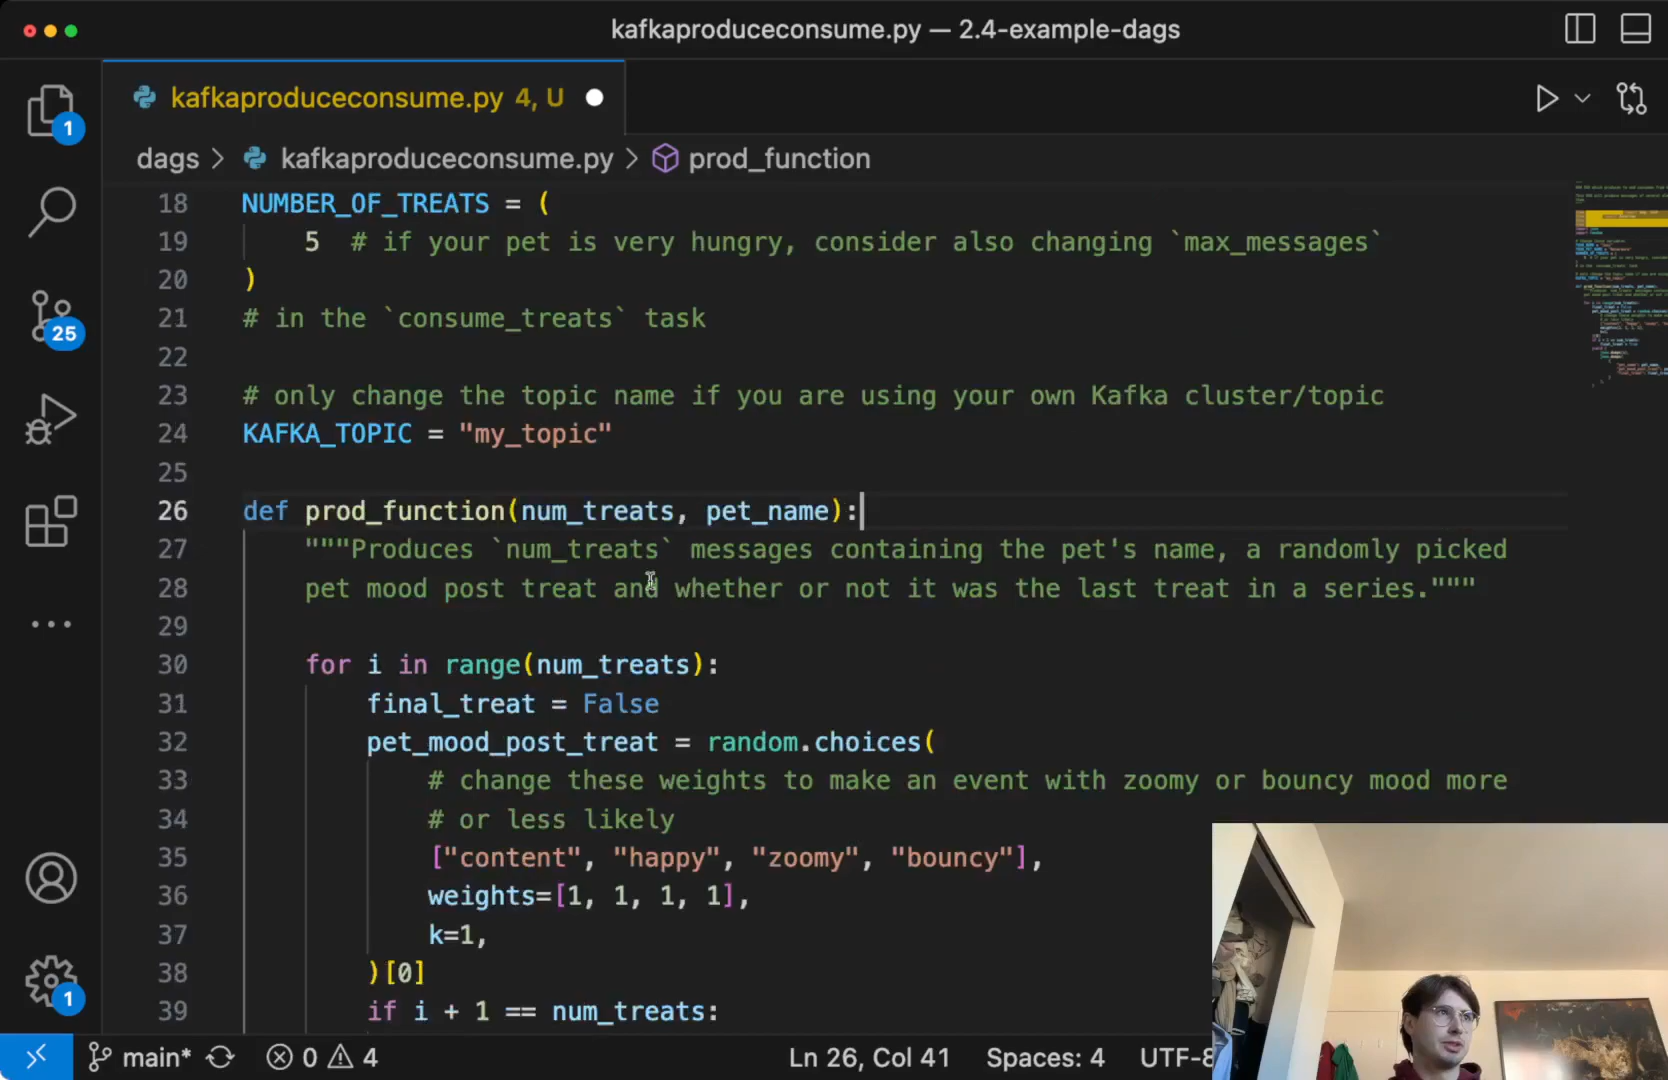 kafkaproduceconsume.py — 2.4-example-dags
kafkaproduceconsume.py 4, U
dags > kafkaproduceconsume.py > prod_function
18 NUMBER_OF_TREATS = (
19 5 # if your pet is very hungry, consider also changing `max_messages`
20 )
21 # in the `consume_treats` task
22
23 # only change the topic name if you are using your own Kafka cluster/topic
24 KAFKA_TOPIC = "my_topic"
25
26 def prod_function(num_treats, pet_name):
27 """Produces `num_treats` messages containing the pet's name, a randomly picked
28 pet mood post treat and whether or not it was the last treat in a series."""
29
30 for i in range(num_treats):
31 final_treat = False
32 pet_mood_post_treat = random.choices(
33 # change these weights to make an event with zoomy or bouncy mood more
34 # or less likely
35 ["content", "happy", "zoomy", "bouncy"],
36 weights=[1, 1, 1, 1],
37 k=1,
38 )[0]
39 if i + 1 == num_treats:
1
25
1
main* 0 4 Ln 26, Col 41 Spaces: 4 UTF-8